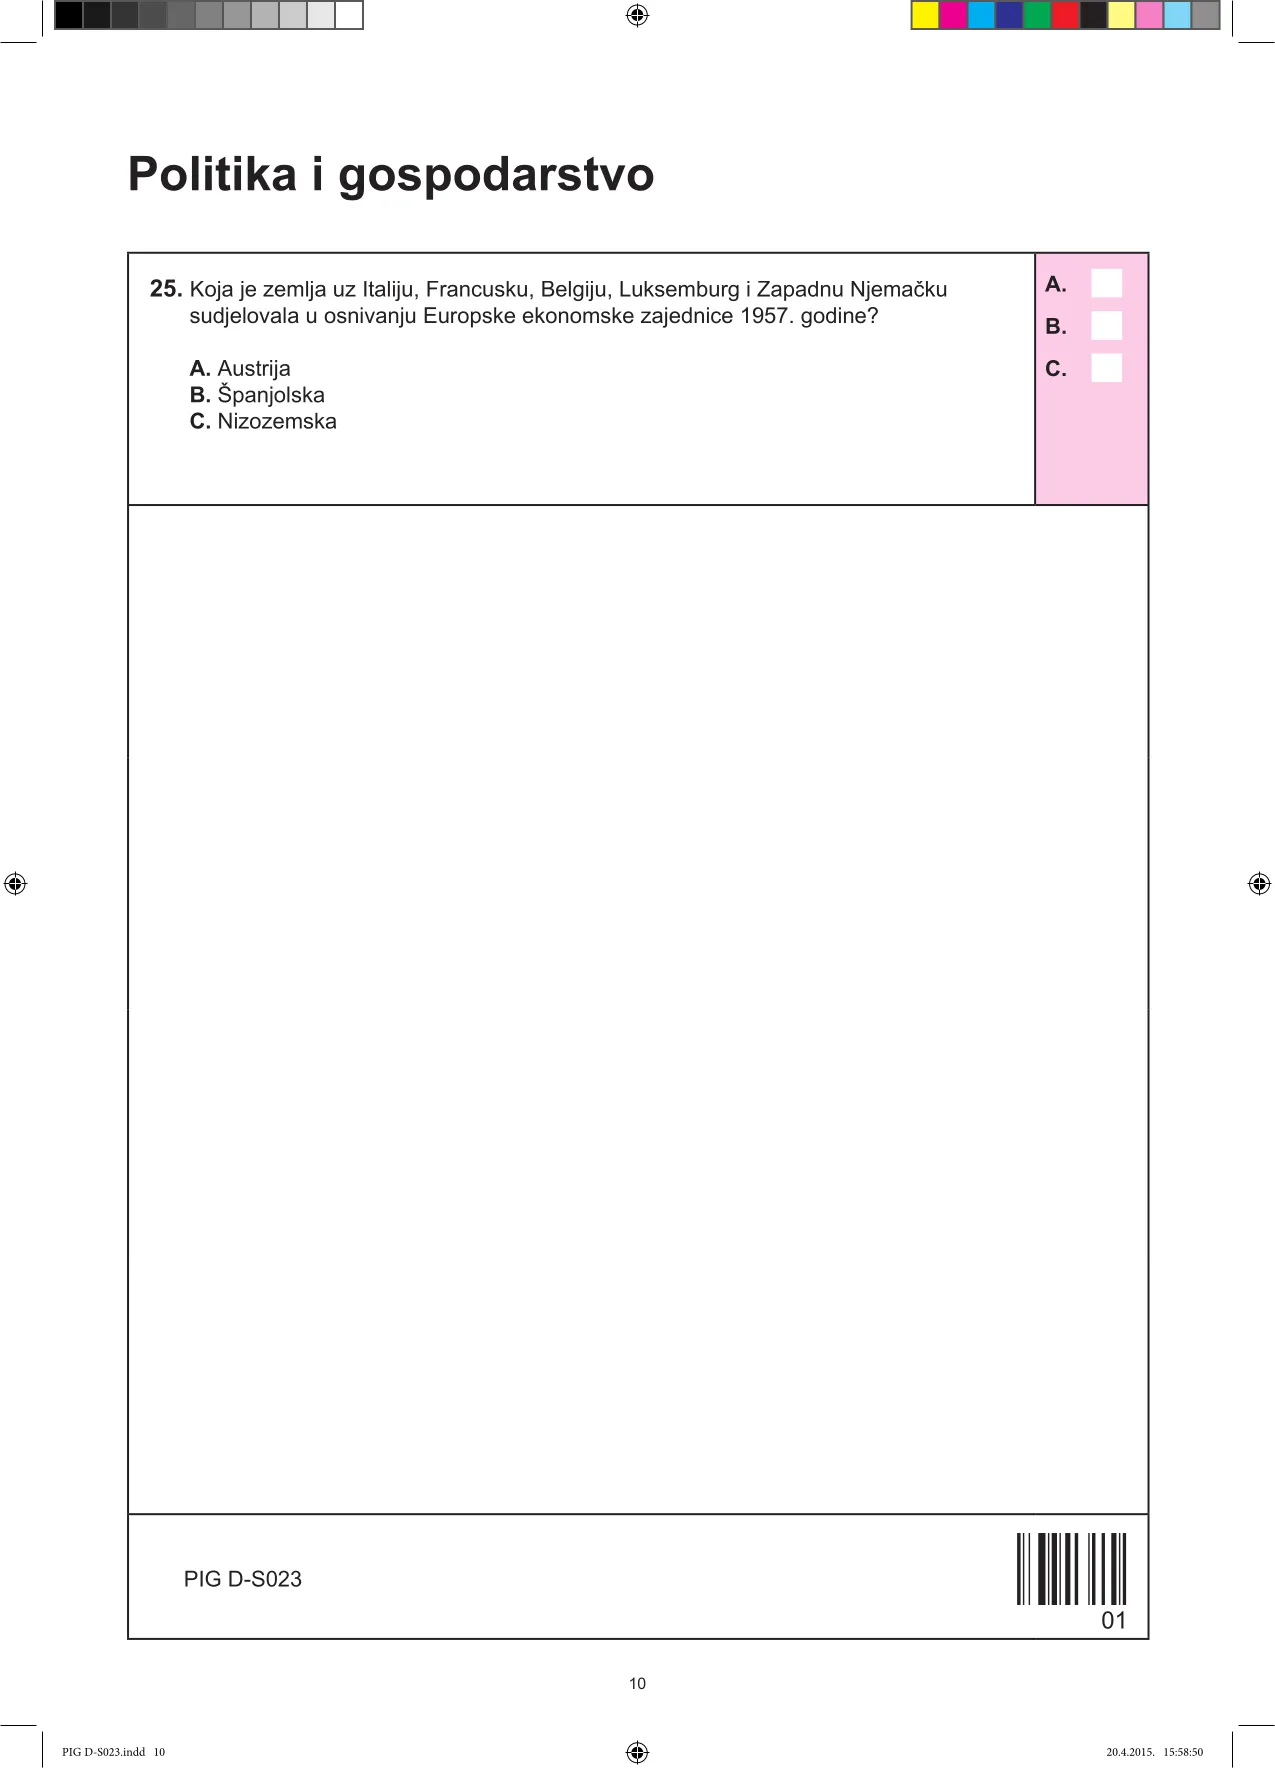 Politika i gospodarstvo
25. Koja je zemlja uz Italiju, Francusku, Belgiju, Luksemburg i Zapadnu Njemačku
sudjelovala u osnivanju Europske ekonomske zajednice 1957. godine?
A. Austrija
B. Španjolska
C. Nizozemska
A.
B.
C.
PIG D-S023
01
10
PIG D-S023.indd 10
20.4.2015. 15:58:50